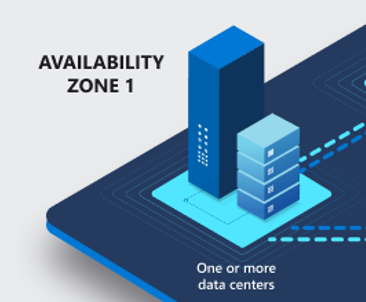 AVAILABILITY
ZONE 1
One or more
data centers